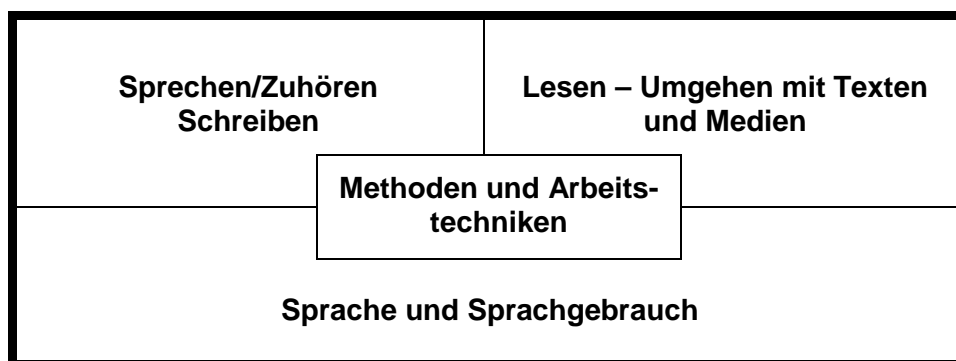 Sprechen/Zuhören
Schreiben
Lesen – Umgehen mit Texten
und Medien
Methoden und Arbeits-
techniken
Sprache und Sprachgebrauch